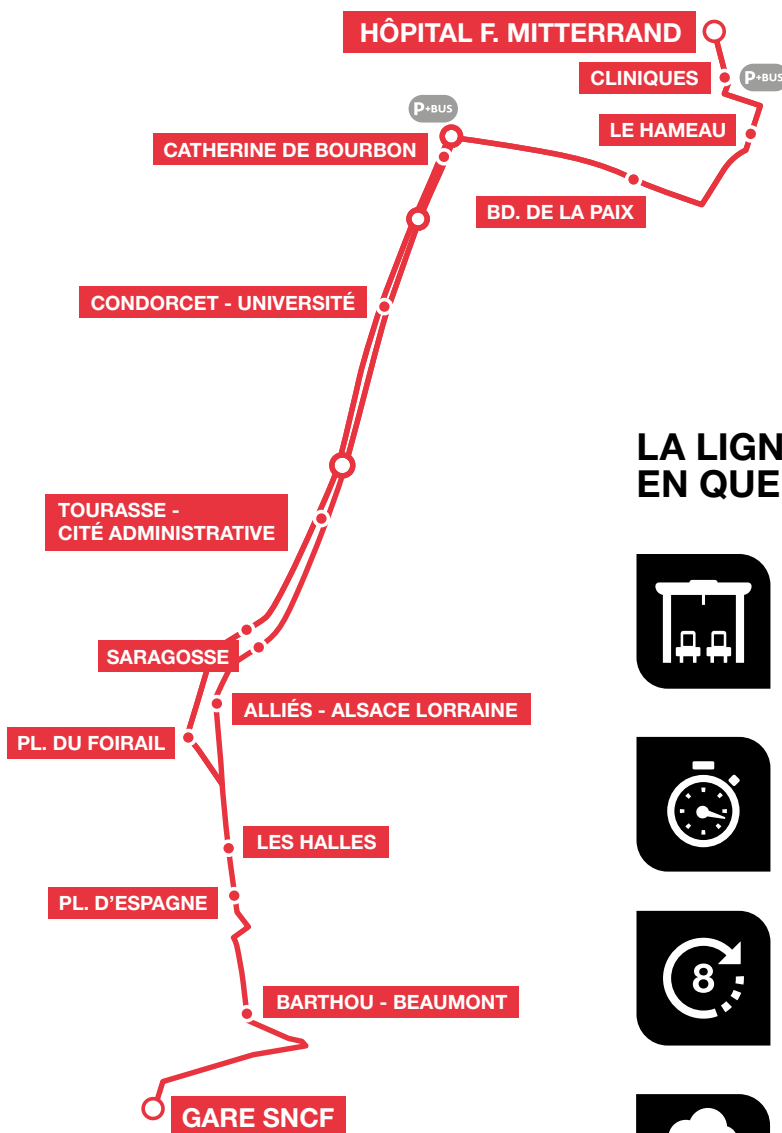 HÔPITAL F. MITTERRAND
CLINIQUES
P+BUS
LE HAMEAU
P+BUS
CATHERINE DE BOURBON
BD. DE LA PAIX
CONDORCET - UNIVERSITÉ
LA LIGN
EN QUE
TOURASSE -
CITÉ ADMINISTRATIVE
SARAGOSSE
ALLIÉS - ALSACE LORRAINE
PL. DU FOIRAIL
LES HALLES
PL. D'ESPAGNE
8
BARTHOU - BEAUMONT
GARE SNCF